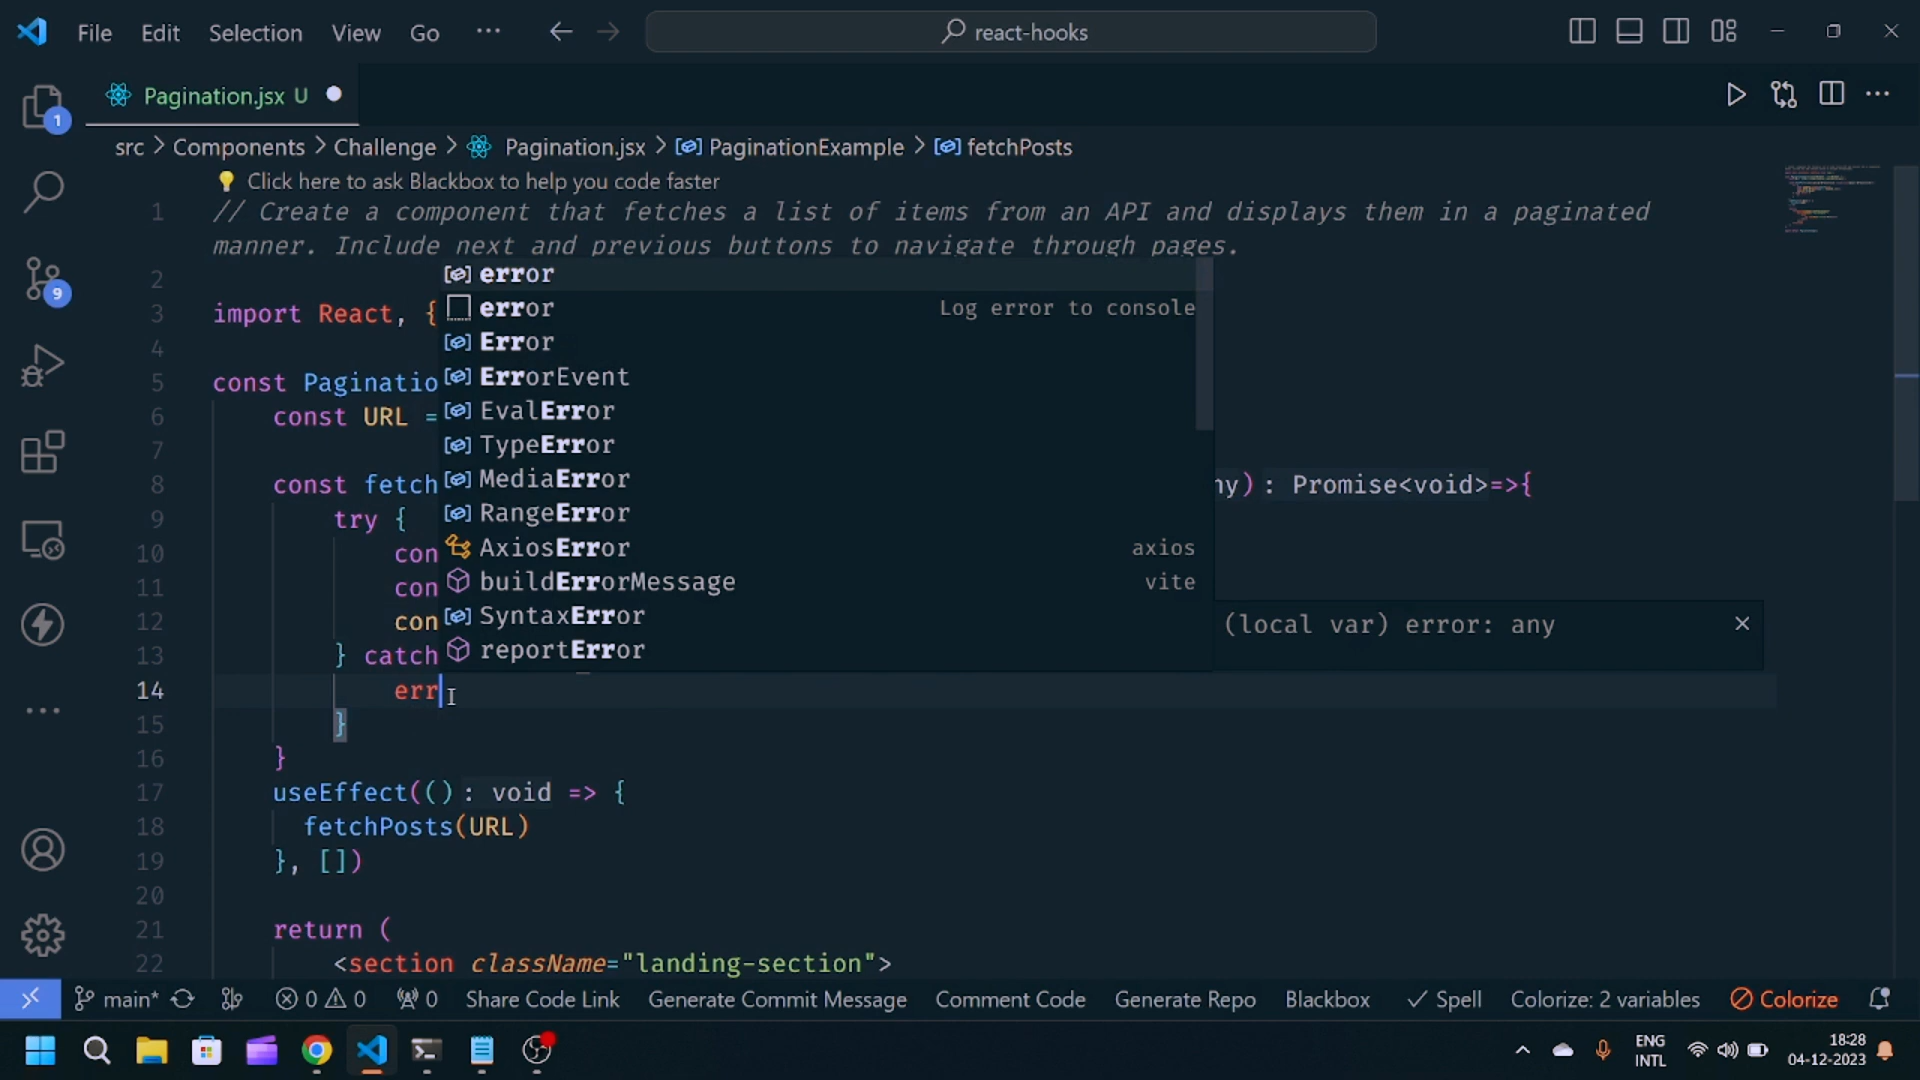 File Edit Selection View Go ··· react-hooks
Pagination.jsx U
1
src > Components > Challenge > Pagination.jsx > PaginationExample > fetchPosts
Click here to ask Blackbox to help you code faster
1 // Create a component that fetches a list of items from an API and displays them in a paginated
manner. Include next and previous buttons to navigate through pages.
2
3 import React, {
4
5 const Paginatio
6 const URL =
7
8 const fetch ny): Promise<void>=>{
9 try {
10 con
11 con
12 con
13 } catch
14 err
15 }
16 }
17 useEffect((): void => {
18 fetchPosts(URL)
19 }, [])
20
21 return (
22 <section className="landing-section">
error
error Log error to console
Error
ErrorEvent
EvalError
TypeError
MediaError
RangeError
AxiosError axios
buildErrorMessage vite
SyntaxError
reportError
(local var) error: any
9
main* 0 0 0 Share Code Link Generate Commit Message Comment Code Generate Repo Blackbox Spell Colorize: 2 variables Colorize
ENG
INTL
18:28
04-12-2023